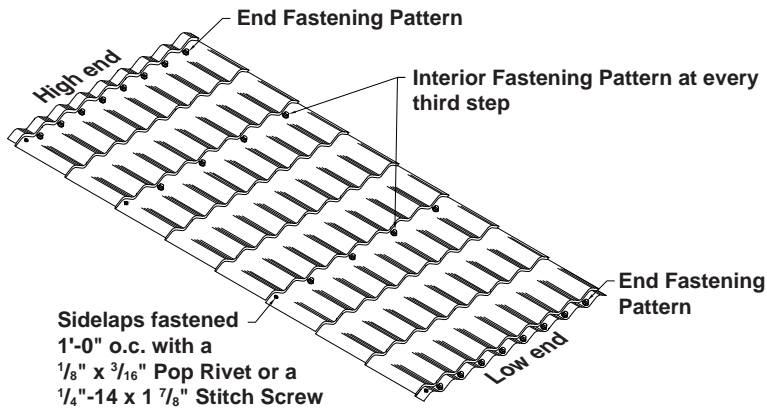 End Fastening Pattern
High end
Interior Fastening Pattern at every
third step
End Fastening
Pattern
Low end
Sidelaps fastened
1'-0" o.c. with a
1/8" x 3/16" Pop Rivet or a
1/4"-14 x 1 7/8" Stitch Screw